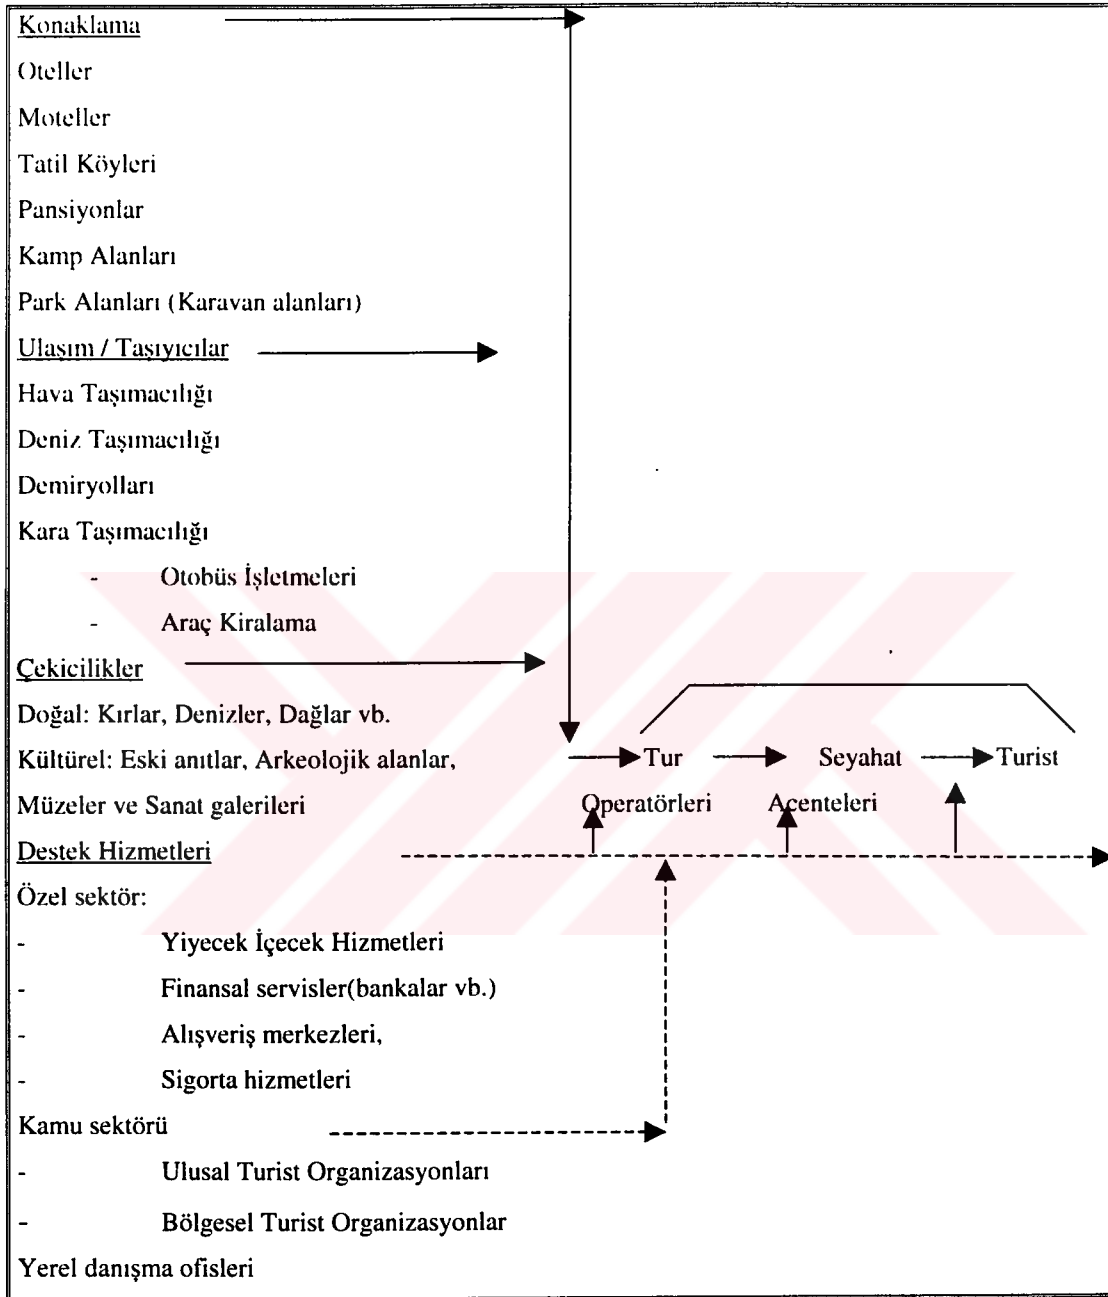 Konaklama
Oteller
Moteller
Tatil Köyleri
Pansiyonlar
Kamp Alanları
Park Alanları (Karavan alanları)
Ulaşım / Taşıyıcılar
Hava Taşımacılığı
Deniz Taşımacılığı
Demiryolları
Kara Taşımacılığı
- Otobüs İşletmeleri
- Araç Kiralama
Çekicilikler
Doğal: Kırlar, Denizler, Dağlar vb.
Kültürel: Eski anıtlar, Arkeolojik alanlar,
Müzeler ve Sanat galerileri
Tur
Operatörleri
Seyahat
Acenteleri
Turist
Destek Hizmetleri
Özel sektör:
- Yiyecek İçecek Hizmetleri
- Finansal servisler(bankalar vb.)
- Alışveriş merkezleri,
- Sigorta hizmetleri
Kamu sektörü
- Ulusal Turist Organizasyonları
- Bölgesel Turist Organizasyonlar
Yerel danışma ofisleri